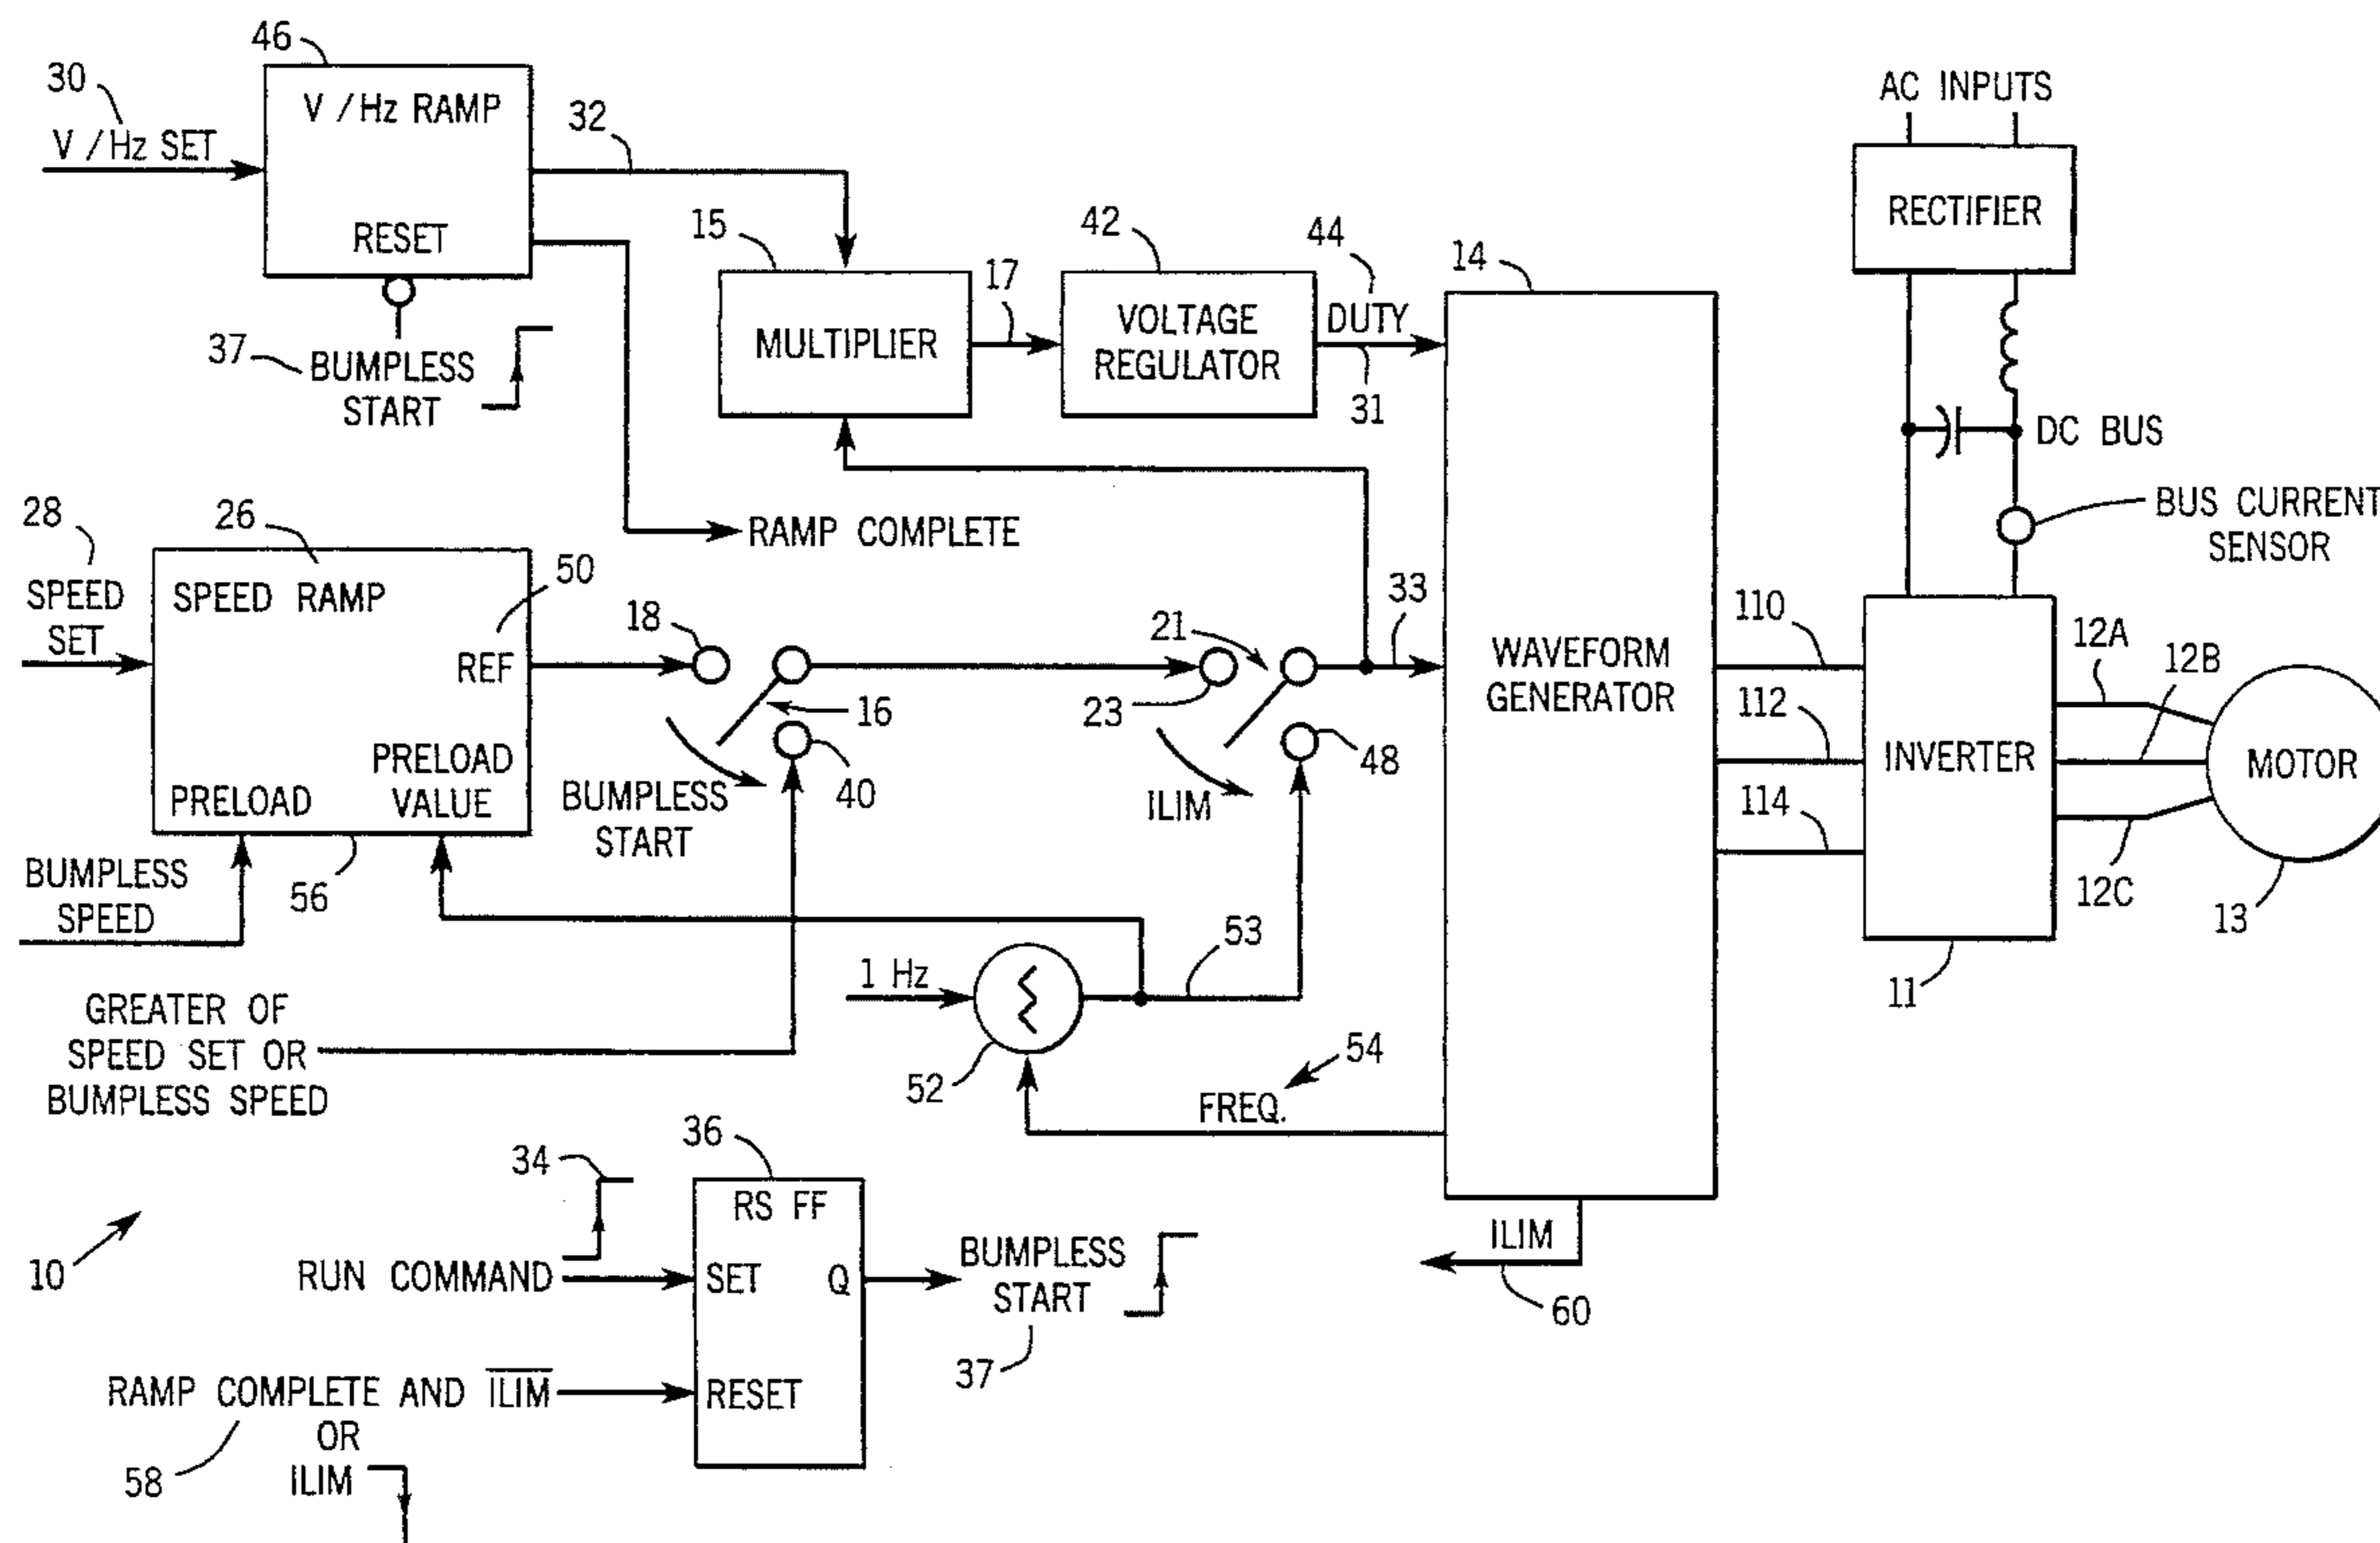 46
30
V / Hz SET
V / Hz RAMP
RESET
32
37
BUMPLESS
START
15
MULTIPLIER
17
42
VOLTAGE
REGULATOR
44
DUTY
31
14
WAVEFORM
GENERATOR
AC INPUTS
RECTIFIER
DC BUS
BUS CURRENT
SENSOR
RAMP COMPLETE
28
SPEED
SET
26
SPEED RAMP
50
REF
PRELOAD
VALUE
PRELOAD
56
BUMPLESS
SPEED
18
16
40
BUMPLESS
START
21
23
33
48
ILIM
110
112
114
INVERTER
11
12A
12B
12C
MOTOR
13
GREATER OF
SPEED SET OR
BUMPLESS SPEED
1 Hz
52
53
54
FREQ.
10
34
RUN COMMAND
36
RS FF
SET
Q
RESET
BUMPLESS
START
37
ILIM
60
RAMP COMPLETE AND I̅L̅I̅M̅
OR
ILIM
58